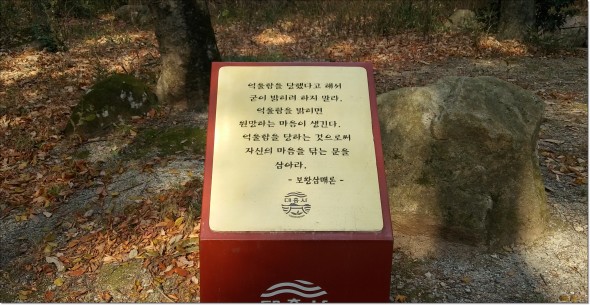 억울함을 당했다고 해서
굳이 밝히려 하지 말라.
억울함을 밝히면
원망하는 마음이 생긴다.
억울함을 당하는 것으로써
자신의 마음을 닦는 문을
삼아라.
- 보왕삼매론 -
대흥사